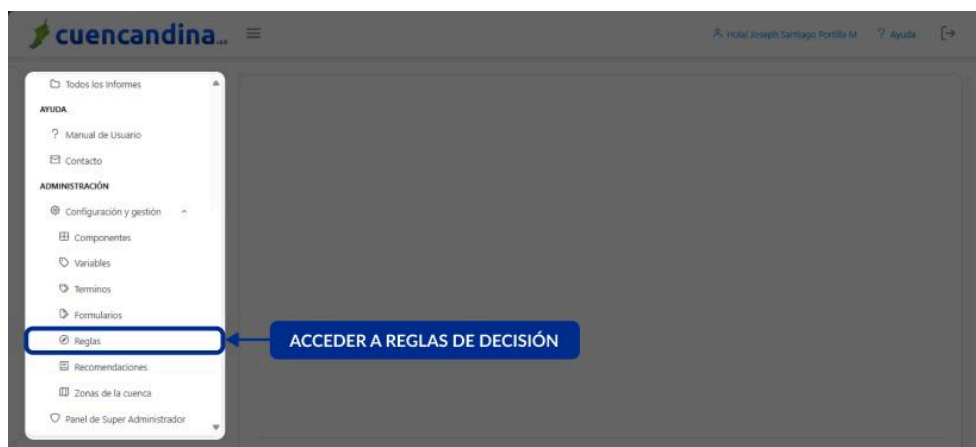 cuencandina
Hola! Joseph Santiago Portilla M
? Ayuda
Todos los Informes
AYUDA
? Manual de Usuario
Contacto
ADMINISTRACIÓN
Configuración y gestión
Componentes
Variables
Terminos
Formularios
Reglas
ACCEDER A REGLAS DE DECISIÓN
Recomendaciones
Zonas de la cuenca
Panel de Super Administrador